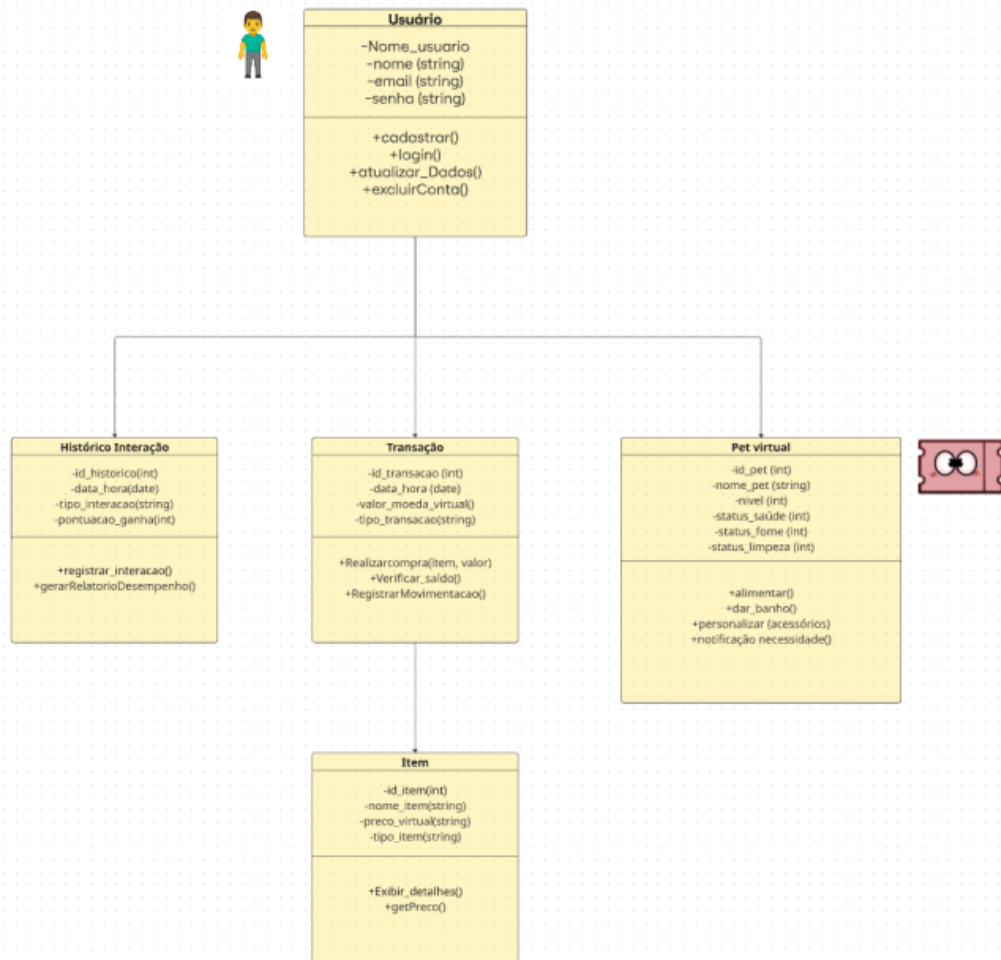 Usuário
-Nome_usuario
-nome (string)
-email (string)
-senha (string)
+cadastrar()
+login()
+atualizar_Dados()
+excluirConta()
Histórico Interação
-id_historico(int)
-data_hora(date)
-tipo_interacao(string)
-pontuacao_ganha(int)
+registrar_interacao()
+gerarRelatorioDesempenho()
Transação
-id_transacao (int)
-data_hora (date)
-valor_moeda_virtual()
-tipo_transacao(string)
+Realizarcompra(item, valor)
+Verificar_saldo()
+RegistrarMovimentacao()
Pet virtual
-id_pet (int)
-nome_pet (string)
-nivel (int)
-status_saúde (int)
-status_fome (int)
-status_limpeza (int)
+alimentar()
+dar_banho()
+personalizar (acessórios)
+notificação necessidade()
Item
-id_item(int)
-nome_item(string)
-preco_virtual(string)
-tipo_item(string)
+Exibir_detalhes()
+getPreco()